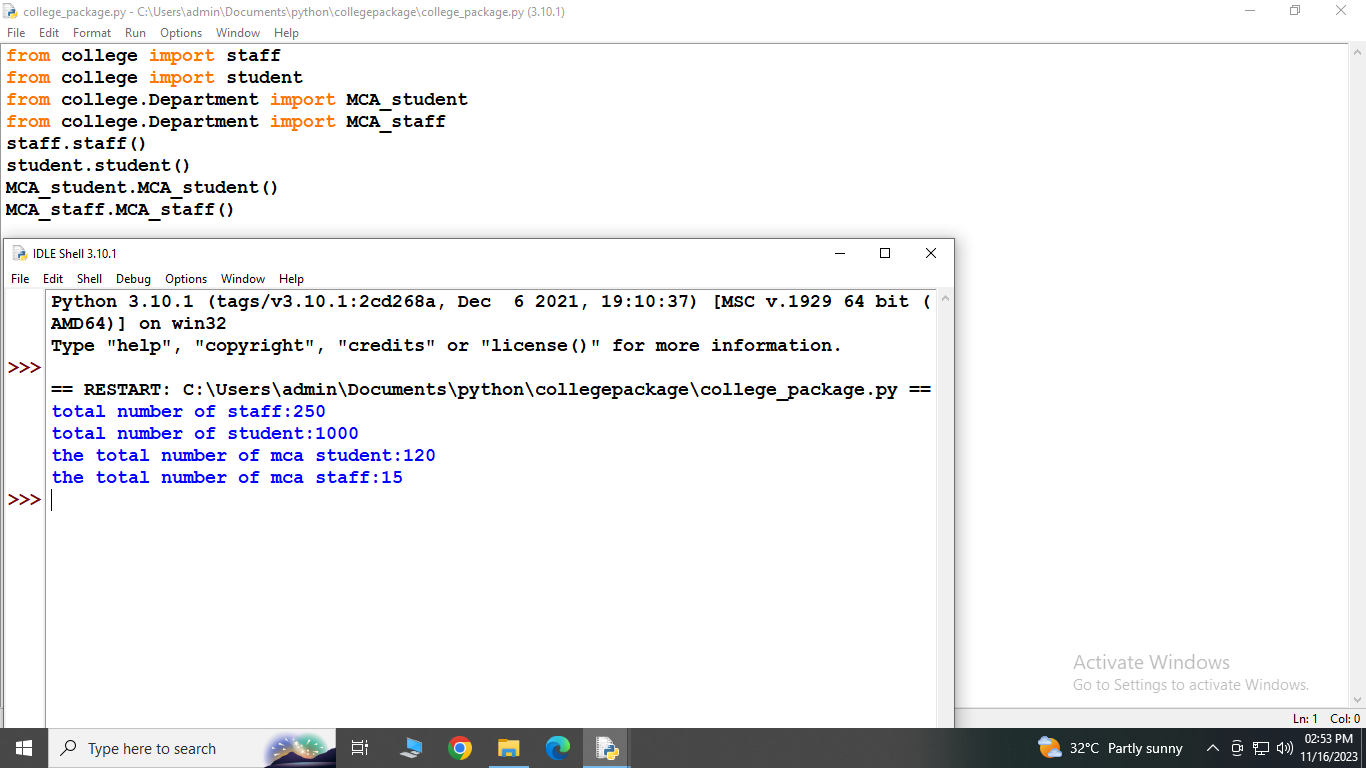 college_package.py - C:\Users\admin\Documents\python\collegepackage\college_package.py (3.10.1)
File Edit Format Run Options Window Help
from college import staff
from college import student
from college.Department import MCA_student
from college.Department import MCA_staff
staff.staff()
student.student()
MCA_student.MCA_student()
MCA_staff.MCA_staff()
IDLE Shell 3.10.1
File Edit Shell Debug Options Window Help
Python 3.10.1 (tags/v3.10.1:2cd268a, Dec  6 2021, 19:10:37) [MSC v.1929 64 bit (
AMD64)] on win32
Type "help", "copyright", "credits" or "license()" for more information.
>>>
== RESTART: C:\Users\admin\Documents\python\collegepackage\college_package.py ==
total number of staff:250
total number of student:1000
the total number of mca student:120
the total number of mca staff:15
>>>
Activate Windows
Go to Settings to activate Windows.
Ln: 1 Col: 0
Type here to search
32°C Partly sunny
02:53 PM
11/16/2023